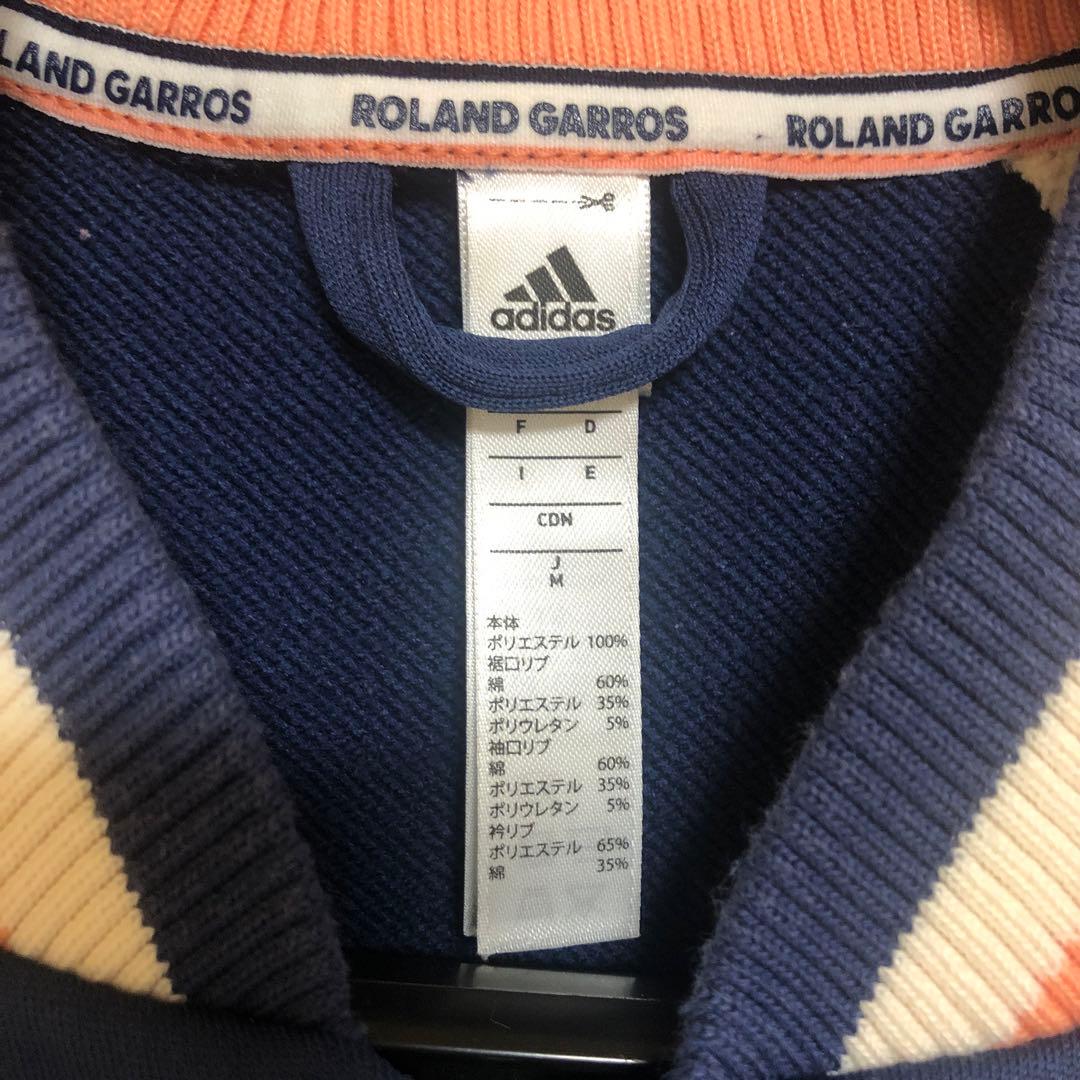 LAND GARROS ROLAND GARROS ROLAND GARRO
adidas
F D
I E
CDN
J
M
本体
ポリエステル 100%
裾口リブ
綿 60%
ポリエステル 35%
ポリウレタン 5%
袖口リブ
綿 60%
ポリエステル 35%
ポリウレタン 5%
衿リブ
ポリエステル 65%
綿 35%